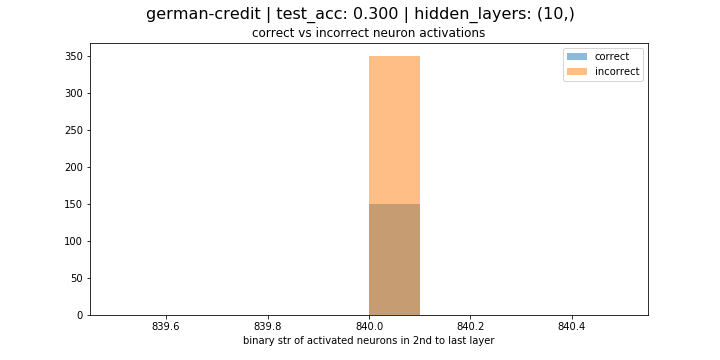 german-credit | test_acc: 0.300 | hidden_layers: (10,)
correct vs incorrect neuron activations
correct
incorrect
350
300
250
200
150
100
50
0
839.6 839.8 840.0 840.2 840.4
binary str of activated neurons in 2nd to last layer